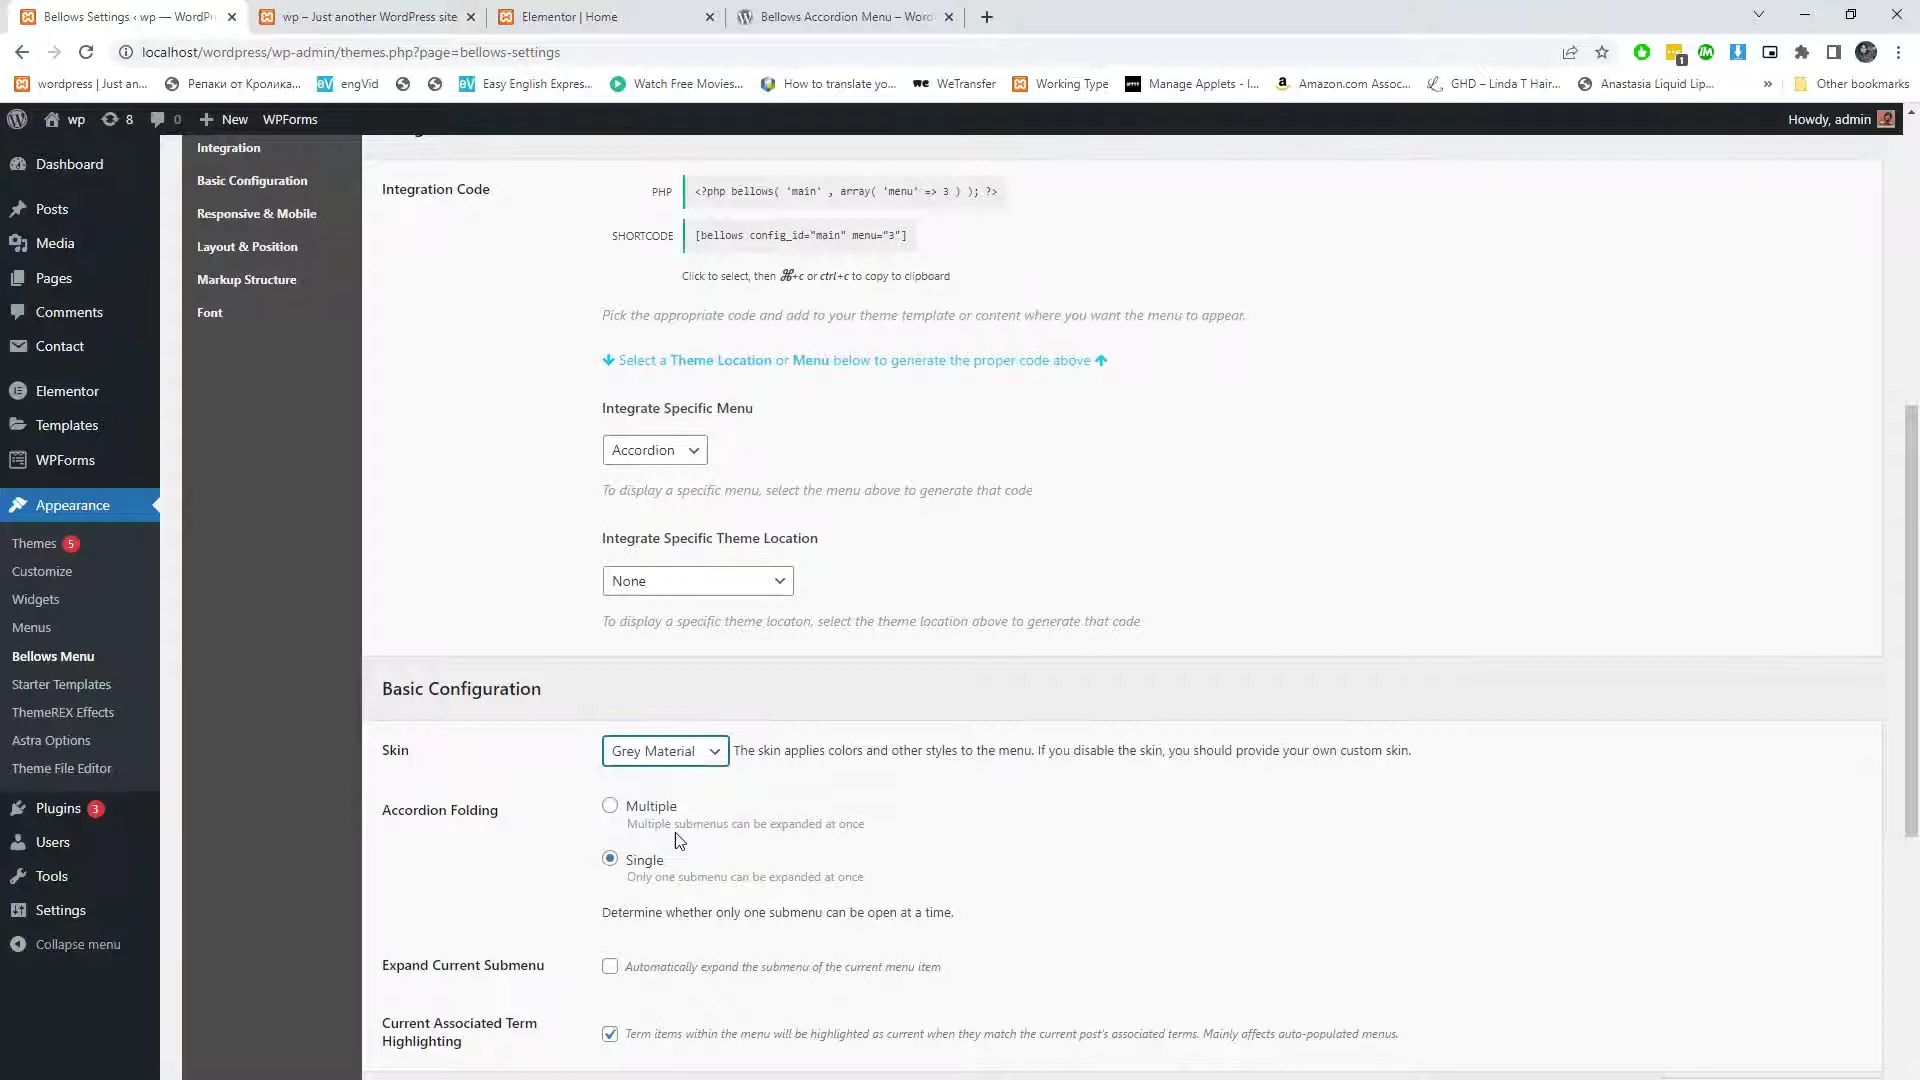 Bellows Settings ‹ wp — WordPr
wp – Just another WordPress site
Elementor | Home
Bellows Accordion Menu – Word
localhost/wordpress/wp-admin/themes.php?page=bellows-settings
1
wordpress | Just an...
Репаки от Кролика...
engVid
Easy English Expres...
Watch Free Movies...
How to translate yo...
WeTransfer
Working Type
Manage Applets - I...
Amazon.com Assoc...
GHD – Linda T Hair...
Anastasia Liquid Lip...
»
Other bookmarks
wp
8
0
New
WPForms
Howdy, admin
Dashboard
Posts
Media
Pages
Comments
Contact
Elementor
Templates
WPForms
Appearance
Themes 5
Customize
Widgets
Menus
Bellows Menu
Starter Templates
ThemeREX Effects
Astra Options
Theme File Editor
Plugins 3
Users
Tools
Settings
Collapse menu
Integration
Basic Configuration
Responsive & Mobile
Layout & Position
Markup Structure
Font
Integration Code
PHP <?php bellows( 'main' , array( 'menu' => 3 ) ); ?>
SHORTCODE [bellows config_id="main" menu="3"]
Click to select, then ⌘+c or ctrl+c to copy to clipboard
Pick the appropriate code and add to your theme template or content where you want the menu to appear.
Select a Theme Location or Menu below to generate the proper code above
Integrate Specific Menu
Accordion
To display a specific menu, select the menu above to generate that code
Integrate Specific Theme Location
None
To display a specific theme locaton, select the theme location above to generate that code
Basic Configuration
Skin
Grey Material The skin applies colors and other styles to the menu. If you disable the skin, you should provide your own custom skin.
Accordion Folding
Multiple
Multiple submenus can be expanded at once
Single
Only one submenu can be expanded at once
Determine whether only one submenu can be open at a time.
Expand Current Submenu
Automatically expand the submenu of the current menu item
Current Associated Term Highlighting
Term items within the menu will be highlighted as current when they match the current post's associated terms. Mainly affects auto-populated menus.